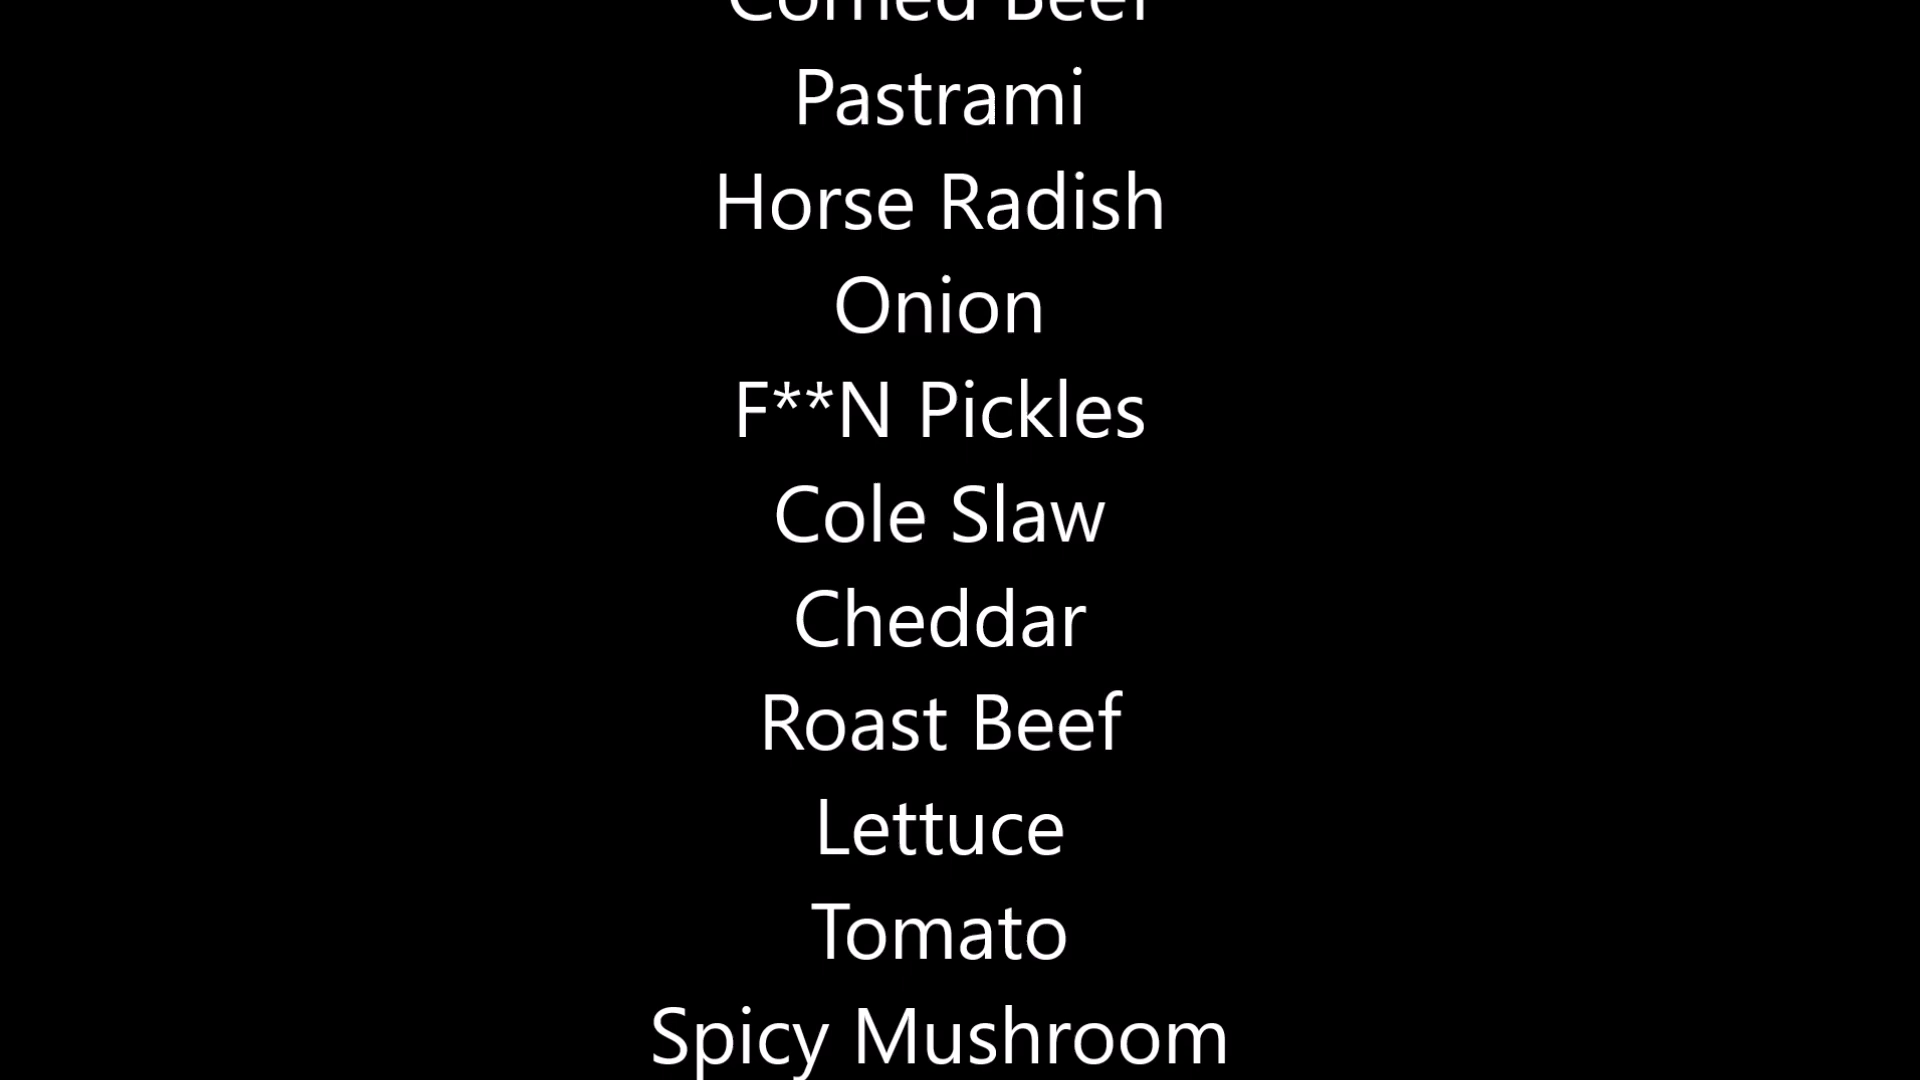 Corned Beef
Pastrami
Horse Radish
Onion
F**N Pickles
Cole Slaw
Cheddar
Roast Beef
Lettuce
Tomato
Spicy Mushroom